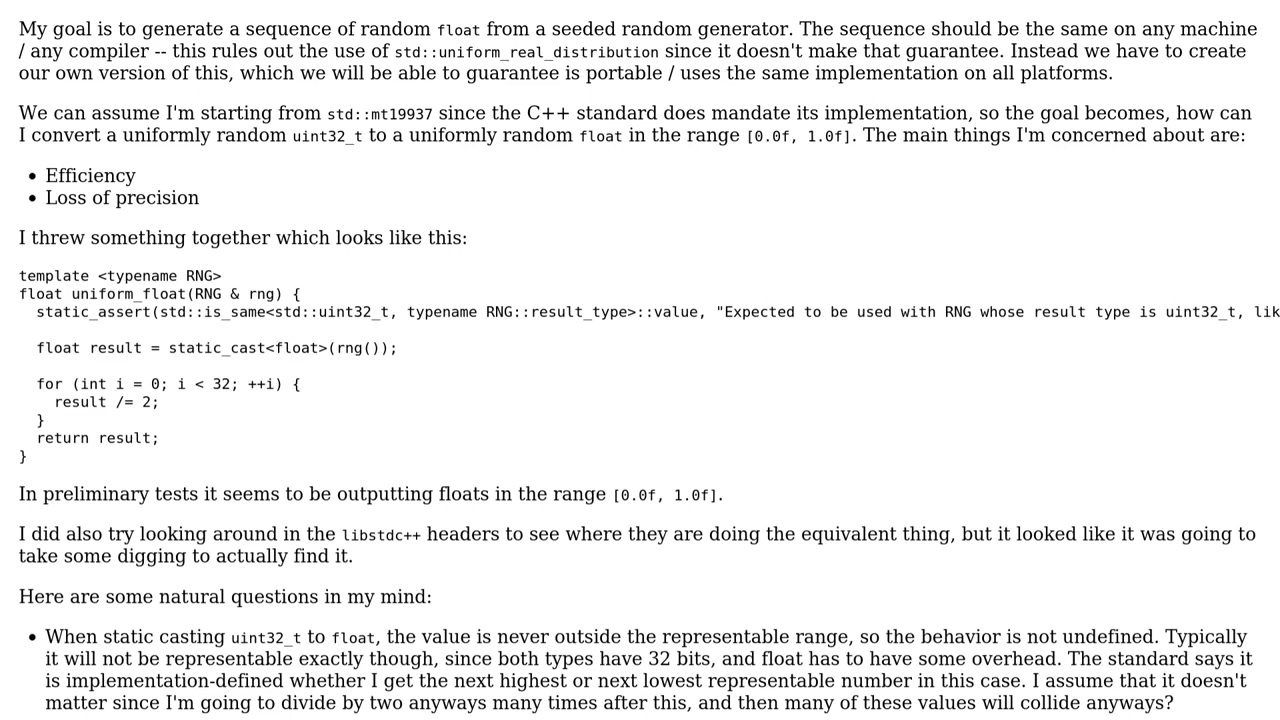 My goal is to generate a sequence of random float from a seeded random generator. The sequence should be the same on any machine
/ any compiler -- this rules out the use of std::uniform_real_distribution since it doesn't make that guarantee. Instead we have to create
our own version of this, which we will be able to guarantee is portable / uses the same implementation on all platforms.
We can assume I'm starting from std::mt19937 since the C++ standard does mandate its implementation, so the goal becomes, how can
I convert a uniformly random uint32_t to a uniformly random float in the range [0.0f, 1.0f]. The main things I'm concerned about are:
• Efficiency
• Loss of precision
I threw something together which looks like this:
template <typename RNG>
float uniform_float(RNG & rng) {
  static_assert(std::is_same<std::uint32_t, typename RNG::result_type>::value, "Expected to be used with RNG whose result type is uint32_t, lik
  float result = static_cast<float>(rng());
  for (int i = 0; i < 32; ++i) {
    result /= 2;
  }
  return result;
}
In preliminary tests it seems to be outputting floats in the range [0.0f, 1.0f].
I did also try looking around in the libstdc++ headers to see where they are doing the equivalent thing, but it looked like it was going to
take some digging to actually find it.
Here are some natural questions in my mind:
• When static casting uint32_t to float, the value is never outside the representable range, so the behavior is not undefined. Typically
it will not be representable exactly though, since both types have 32 bits, and float has to have some overhead. The standard says it
is implementation-defined whether I get the next highest or next lowest representable number in this case. I assume that it doesn't
matter since I'm going to divide by two anyways many times after this, and then many of these values will collide anyways?